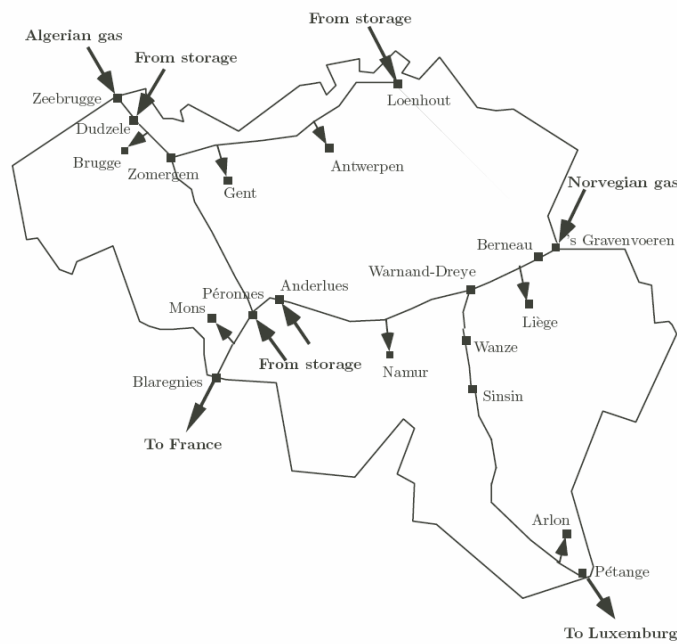 From storage
Algerian gas
From storage
Zeebrugge
Loenhout
Dudzele
Brugge
Zomergem
Antwerpen
Gent
Norvegian gas
's Gravenvoeren
Berneau
Warnand-Dreye
Anderlues
Péronnes
Mons
Liège
Wanze
From storage
Namur
Blaregnies
Sinsin
To France
Arlon
Pétange
To Luxemburg